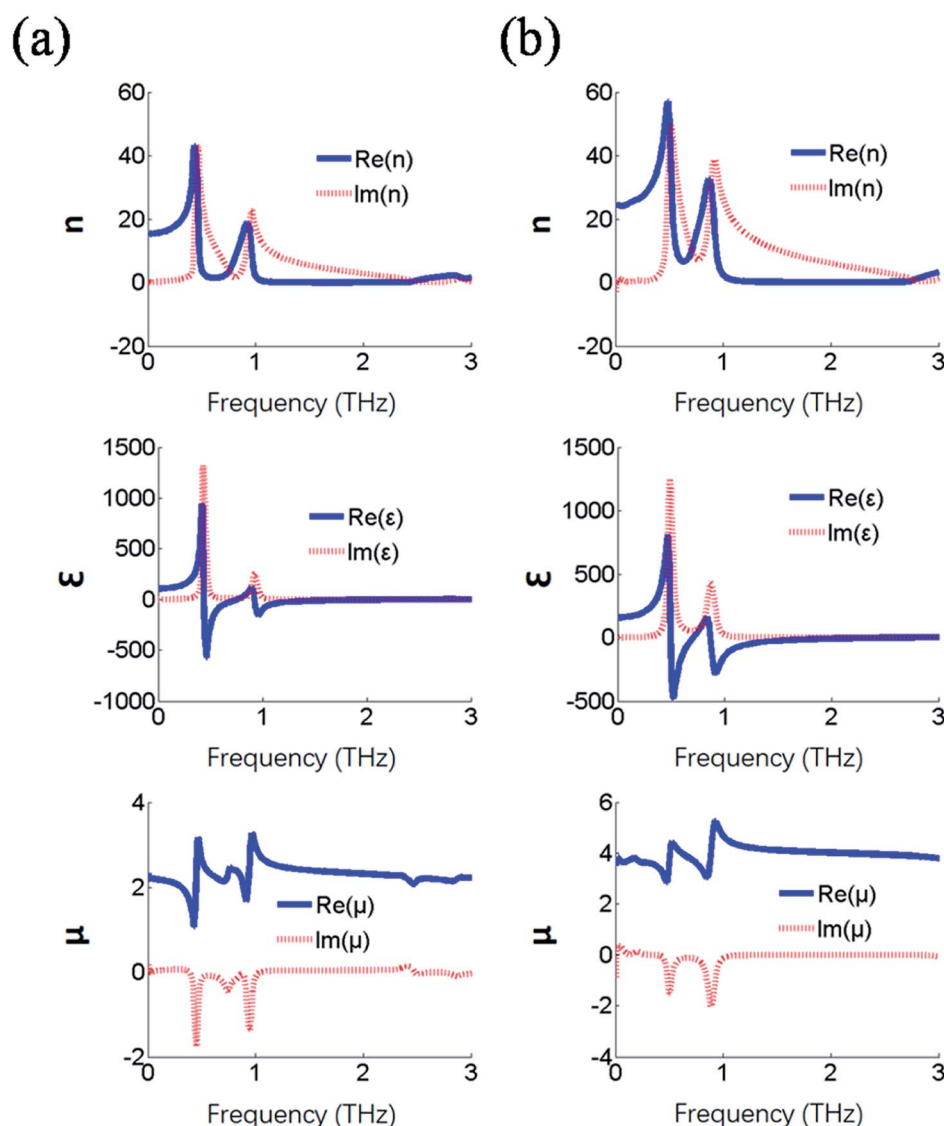 (a)
60
40
20
0
-20
n
Re(n)
Im(n)
0 1 2 3
Frequency (THz)
1500
1000
500
0
-500
-1000
ε
Re(ε)
Im(ε)
0 1 2 3
Frequency (THz)
4
2
0
-2
μ
Re(μ)
Im(μ)
0 1 2 3
Frequency (THz)
(b)
60
40
20
0
-20
n
Re(n)
Im(n)
0 1 2 3
Frequency (THz)
1500
1000
500
0
-500
ε
Re(ε)
Im(ε)
0 1 2 3
Frequency (THz)
6
4
2
0
-2
-4
μ
Re(μ)
Im(μ)
0 1 2 3
Frequency (THz)